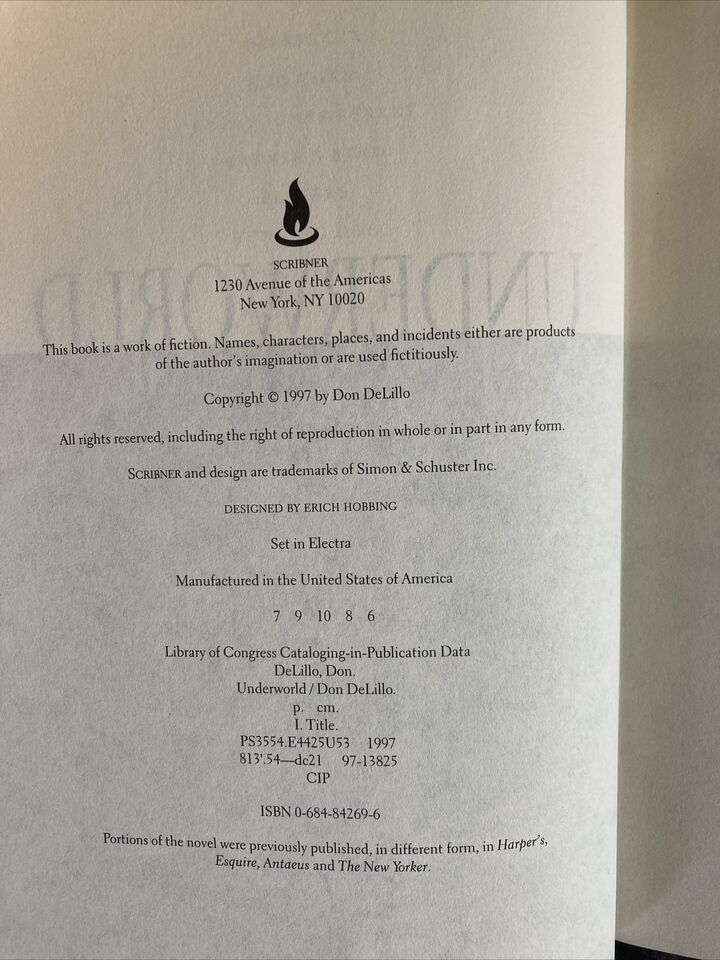 SCRIBNER
1230 Avenue of the Americas
New York, NY 10020
This book is a work of fiction. Names, characters, places, and incidents either are products
of the author's imagination or are used fictitiously.
Copyright © 1997 by Don DeLillo
All rights reserved, including the right of reproduction in whole or in part in any form.
SCRIBNER and design are trademarks of Simon & Schuster Inc.
DESIGNED BY ERICH HOBBING
Set in Electra
Manufactured in the United States of America
7 9 10 8 6
Library of Congress Cataloging-in-Publication Data
DeLillo, Don.
Underworld / Don DeLillo.
p. cm.
I. Title.
PS3554.E4425U53 1997
813'.54—dc21 97-13825
CIP
ISBN 0-684-84269-6
Portions of the novel were previously published, in different form, in Harper's,
Esquire, Antaeus and The New Yorker.
UNDERWORLD